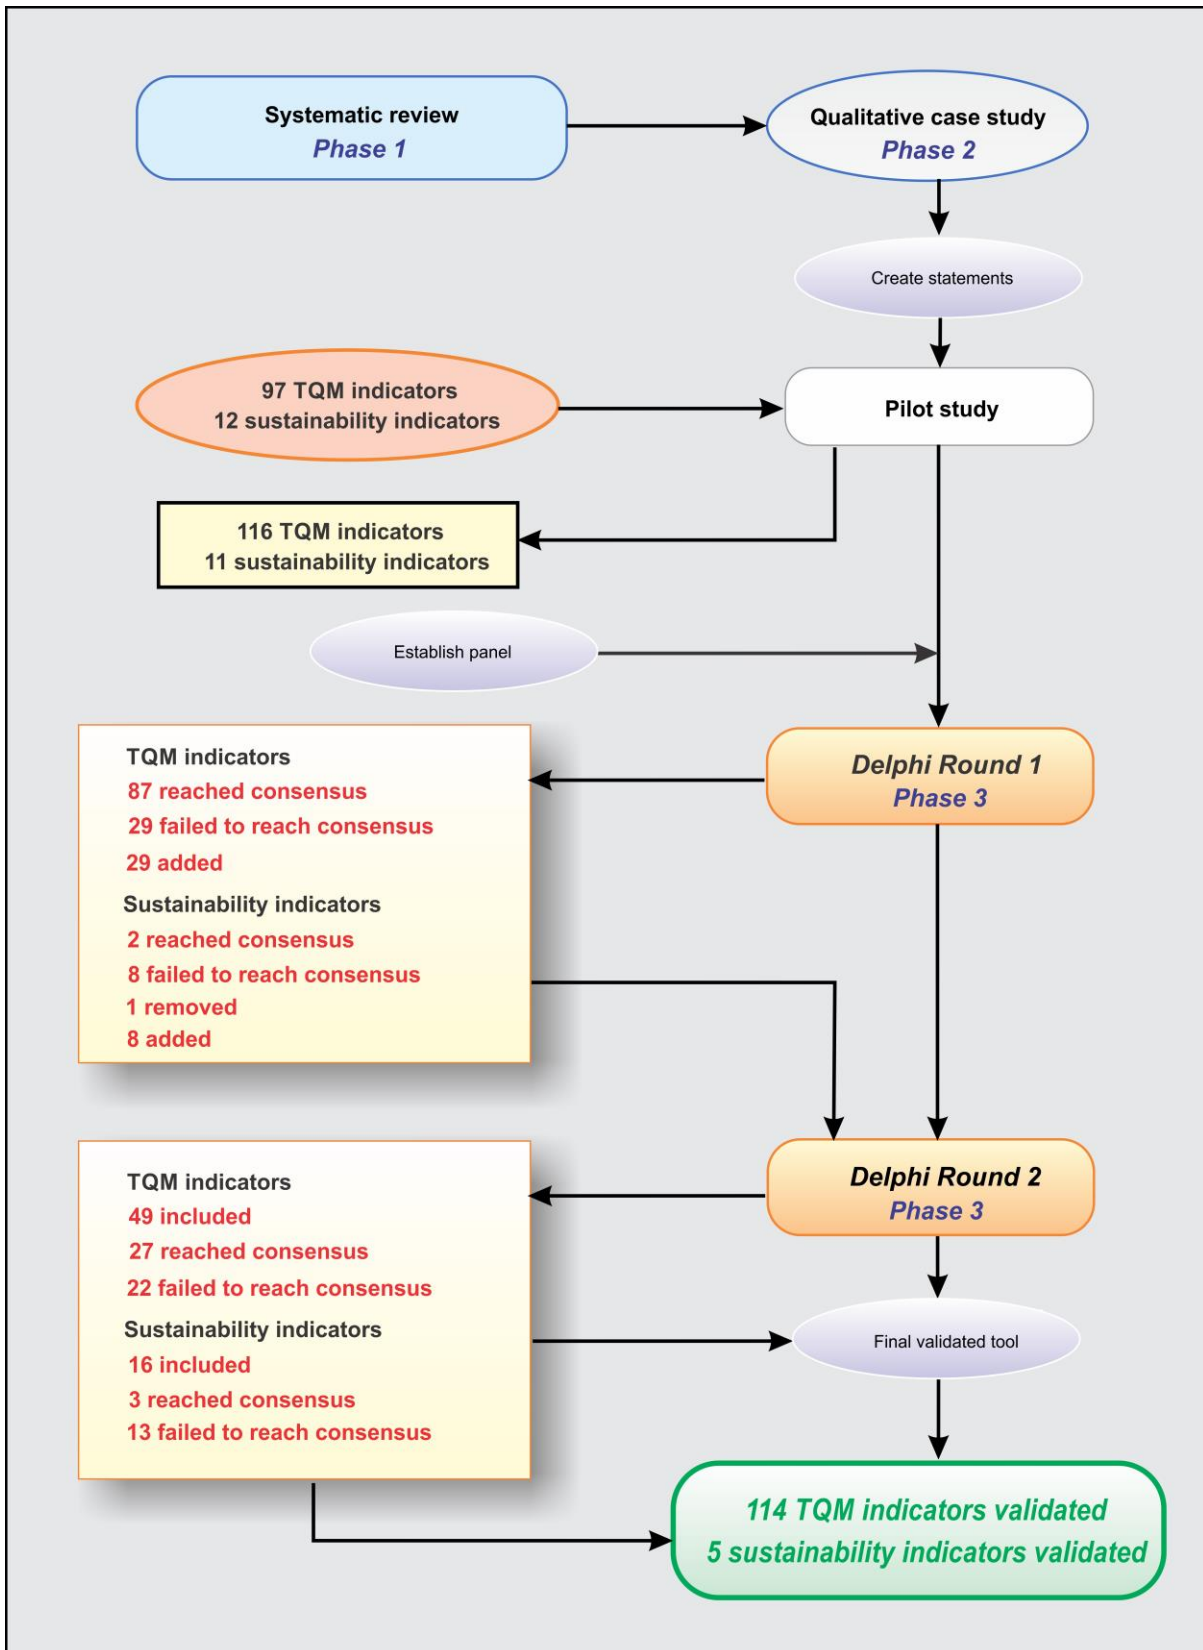 Systematic review
Phase 1
Qualitative case study
Phase 2
Create statements
97 TQM indicators
12 sustainability indicators
Pilot study
116 TQM indicators
11 sustainability indicators
Establish panel
Delphi Round 1
Phase 3
TQM indicators
87 reached consensus
29 failed to reach consensus
29 added
Sustainability indicators
2 reached consensus
8 failed to reach consensus
1 removed
8 added
Delphi Round 2
Phase 3
TQM indicators
49 included
27 reached consensus
22 failed to reach consensus
Sustainability indicators
16 included
3 reached consensus
13 failed to reach consensus
Final validated tool
114 TQM indicators validated
5 sustainability indicators validated